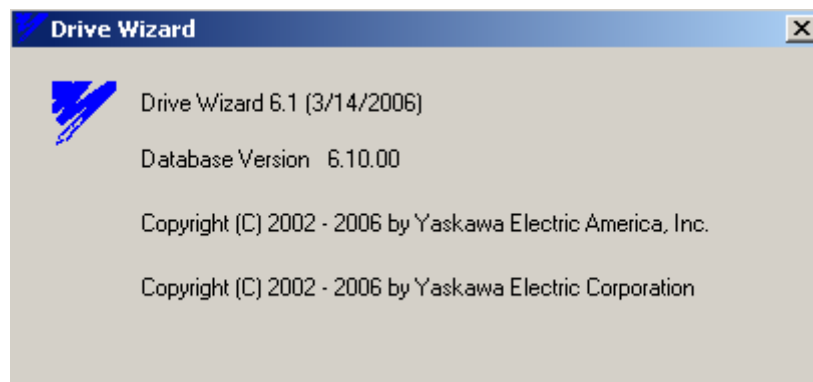 Drive Wizard
Drive Wizard 6.1 (3/14/2006)
Database Version 6.10.00
Copyright (C) 2002 - 2006 by Yaskawa Electric America, Inc.
Copyright (C) 2002 - 2006 by Yaskawa Electric Corporation